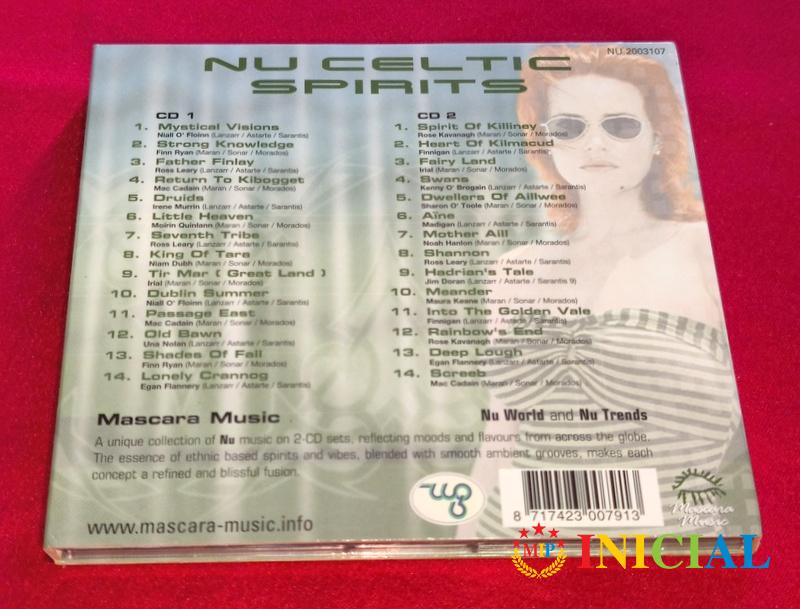 NU.2003107
NU CELTIC
SPIRITS
CD 1
1. Mystical Visions
Niall O' Floinn (Lanzarr / Astarte / Sarantis)
2. Strong Knowledge
Finn Ryan (Maran / Sonar / Morados)
3. Father Finlay
Ross Leary (Lanzarr / Astarte / Sarantis)
4. Return To Kibogget
Mac Cadain (Maran / Sonar / Morados)
5. Druids
Irene Murrin (Lanzarr / Astarte / Sarantis)
6. Little Heaven
Moirin Quinlann (Maran / Sonar / Morados)
7. Seventh Tribe
Ross Leary (Lanzarr / Astarte / Sarantis)
8. King Of Tara
Niam Dubh (Maran / Sonar / Morados)
9. Tir Mar ( Great Land )
Irial (Maran / Sonar / Morados)
10. Dublin Summer
Niall O' Floinn (Lanzarr / Astarte / Sarantis)
11. Passage East
Mac Cadain (Maran / Sonar / Morados)
12. Old Bawn
Una Nolan (Lanzarr / Astarte / Sarantis)
13. Shades Of Fall
Finn Ryan (Maran / Sonar / Morados)
14. Lonely Crannog
Egan Flannery (Lanzarr / Astarte / Sarantis)
CD 2
1. Spirit Of Killiney
Rose Kavanagh (Maran / Sonar / Morados)
2. Heart Of Kilmacud
Finnigan (Lanzarr / Astarte / Sarantis)
3. Fairy Land
Irial (Maran / Sonar / Morados)
4. Swans
Kenny O' Brogain (Lanzarr / Astarte / Sarantis)
5. Dwellers Of Aillwee
Sharon O' Toole (Maran / Sonar / Morados)
6. Aïne
Madigan (Lanzarr / Astarte / Sarantis)
7. Mother Aill
Noah Hanlon (Maran / Sonar / Morados)
8. Shannon
Ross Leary (Lanzarr / Astarte / Sarantis)
9. Hadrian's Tale
Jim Doran (Lanzarr / Astarte / Sarantis 9)
10. Meander
Maura Keane (Maran / Sonar / Morados)
11. Into The Golden Vale
Finnigan (Lanzarr / Astarte / Sarantis)
12. Rainbow's End
Rose Kavanagh (Maran / Sonar / Morados)
13. Deep Lough
Egan Flannery (Lanzarr / Astarte / Sarantis)
14. Screeb
Mac Cadain (Maran / Sonar / Morados)
Mascara Music
Nu World and Nu Trends
A unique collection of Nu music on 2-CD sets, reflecting moods and flavours from across the globe.
The essence of ethnic based spirits and vibes, blended with smooth ambient grooves, makes each
concept a refined and blissful fusion.
www.mascara-music.info
8 717423 007913
Mascara
Music
MP INICIAL